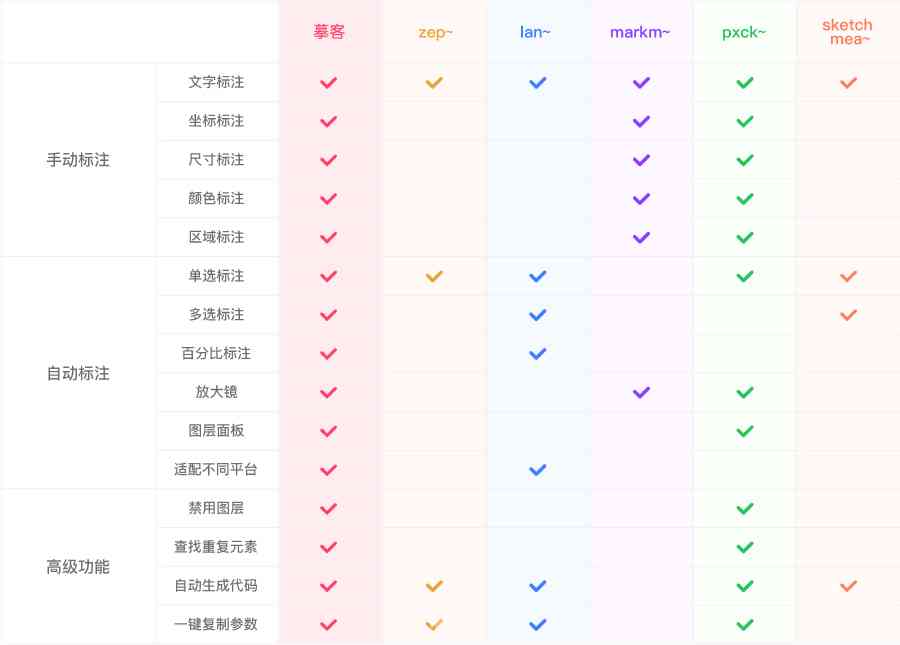 摹客 zep~ lan~ markm~ pxck~ sketch
mea~
手动标注
文字标注
坐标标注
尺寸标注
颜色标注
区域标注
自动标注
单选标注
多选标注
百分比标注
放大镜
图层面板
适配不同平台
高级功能
禁用图层
查找重复元素
自动生成代码
一键复制参数